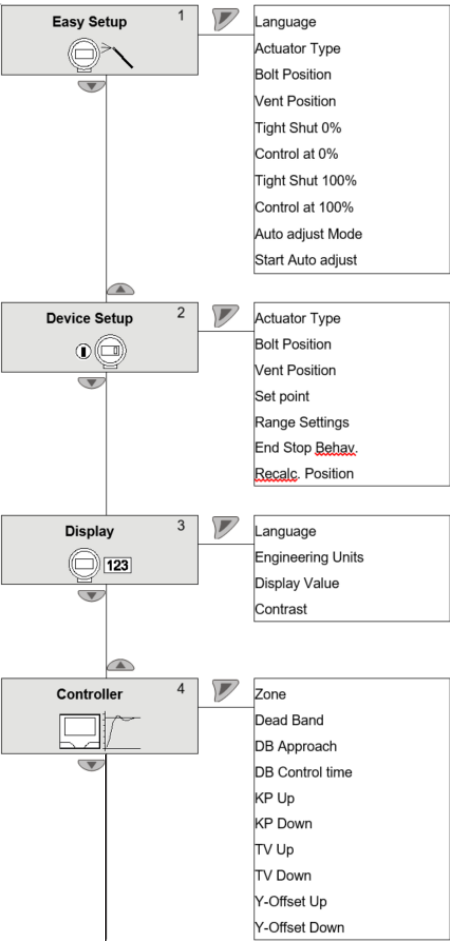 Easy Setup
1
Language
Actuator Type
Bolt Position
Vent Position
Tight Shut 0%
Control at 0%
Tight Shut 100%
Control at 100%
Auto adjust Mode
Start Auto adjust
Device Setup
2
Actuator Type
Bolt Position
Vent Position
Set point
Range Settings
End Stop Behav.
Recalc. Position
Display
3
123
Language
Engineering Units
Display Value
Contrast
Controller
4
Zone
Dead Band
DB Approach
DB Control time
KP Up
KP Down
TV Up
TV Down
Y-Offset Up
Y-Offset Down